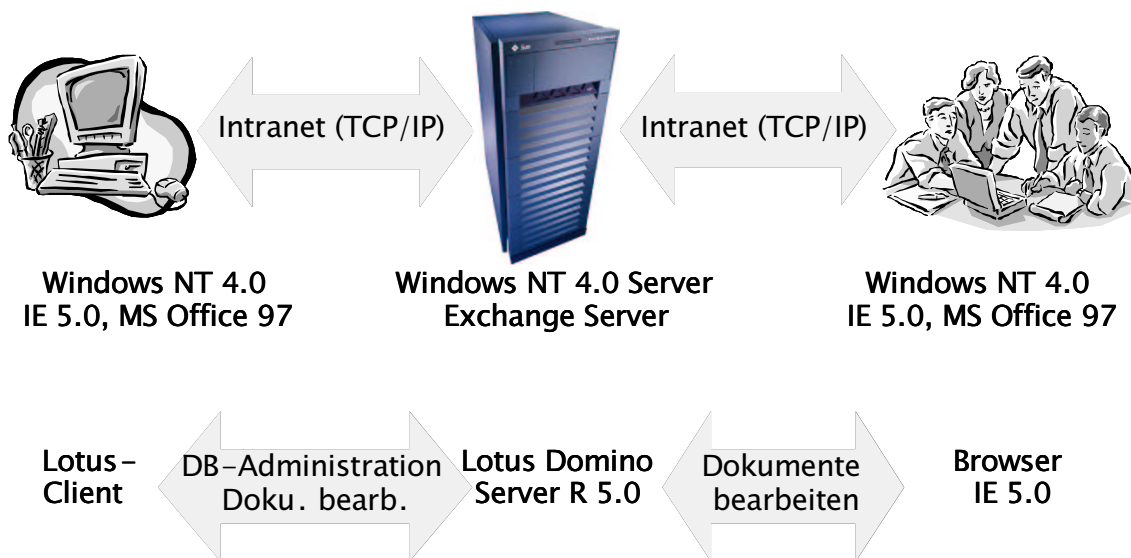 Sun
Intranet (TCP/IP)
Intranet (TCP/IP)
Windows NT 4.0
IE 5.0, MS Office 97
Windows NT 4.0 Server
Exchange Server
Windows NT 4.0
IE 5.0, MS Office 97
Lotus-
Client
DB-Administration
Doku. bearb.
Lotus Domino
Server R 5.0
Dokumente
bearbeiten
Browser
IE 5.0